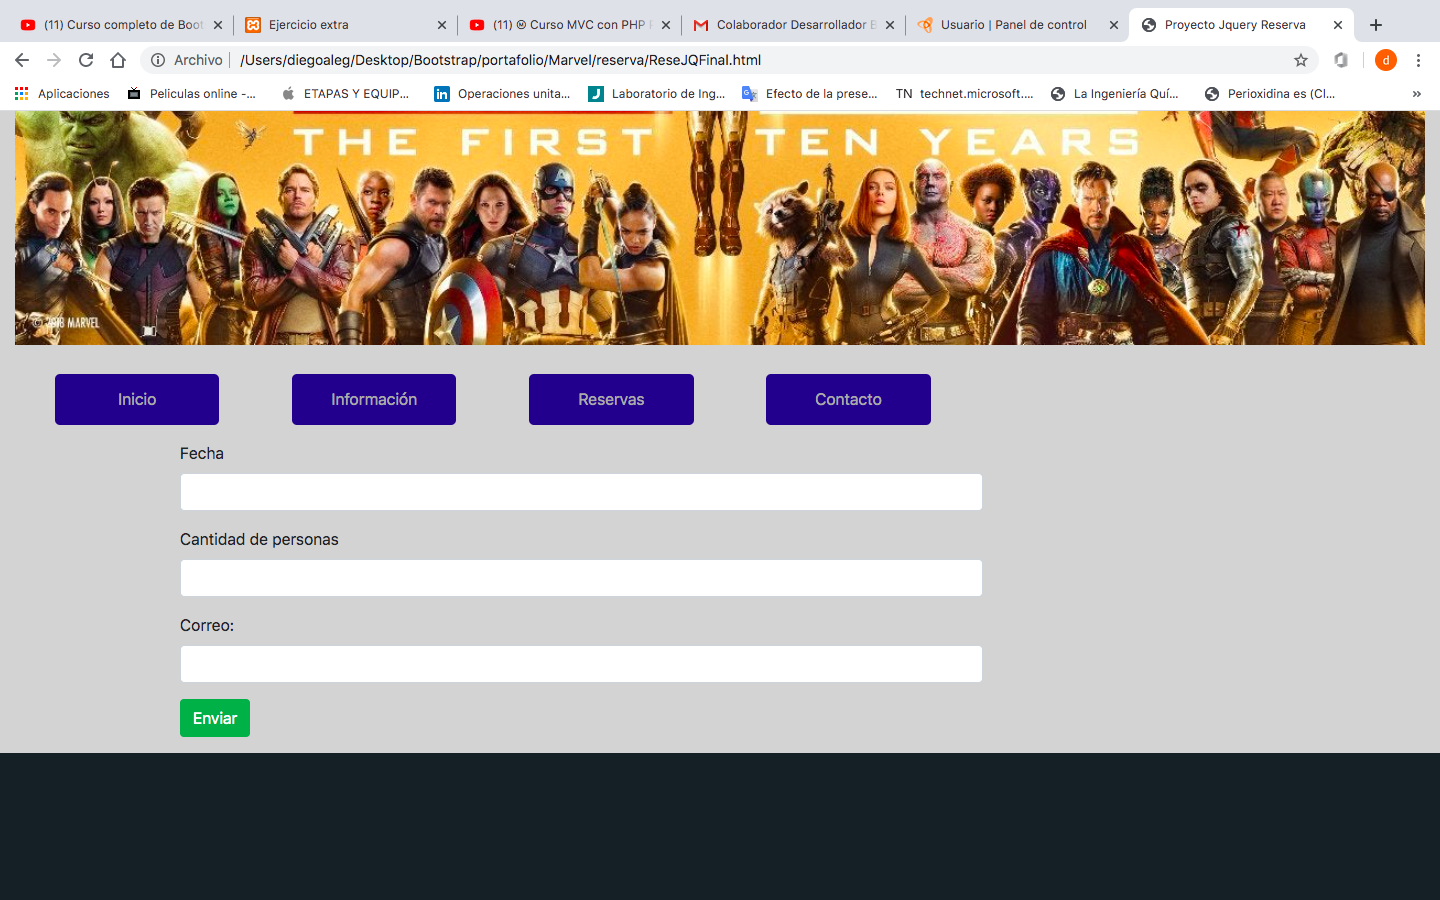 (11) Curso completo de Boot
Ejercicio extra
(11) Curso MVC con PHP
Colaborador Desarrollador B
Usuario | Panel de control
Proyecto Jquery Reserva
Archivo /Users/diegoaleg/Desktop/Bootstrap/portafolio/Marvel/reserva/ReseJQFinal.html
d
Aplicaciones
Peliculas online -...
ETAPAS Y EQUIP...
Operaciones unita...
Laboratorio de Ing...
Efecto de la prese...
TN technet.microsoft....
La Ingeniería Quí...
Perioxidina es (Cl...
»
THE FIRST TEN YEARS
© 2018 MARVEL
Inicio
Información
Reservas
Contacto
Fecha
Cantidad de personas
Correo:
Enviar